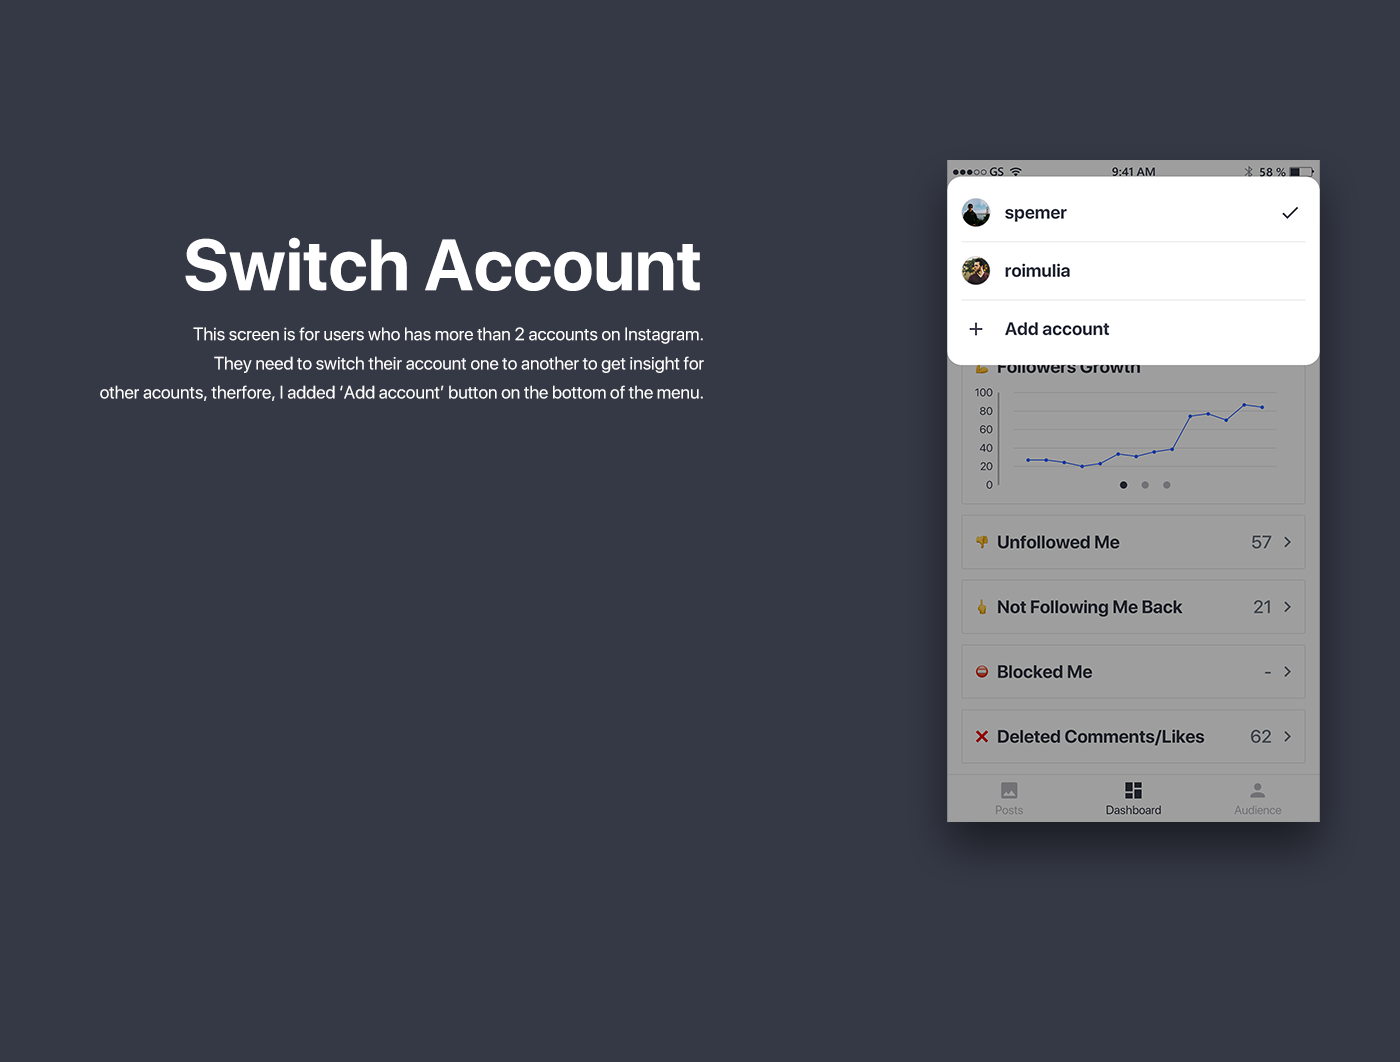 Switch Account
This screen is for users who has more than 2 accounts on Instagram.
They need to switch their account one to another to get insight for
other acounts, therfore, I added ‘Add account’ button on the bottom of the menu.
GS 9:41 AM 58 %
spemer
roimulia
Add account
Followers Growth
100
80
60
40
20
0
Unfollowed Me 57
Not Following Me Back 21
Blocked Me -
Deleted Comments/Likes 62
Posts Dashboard Audience